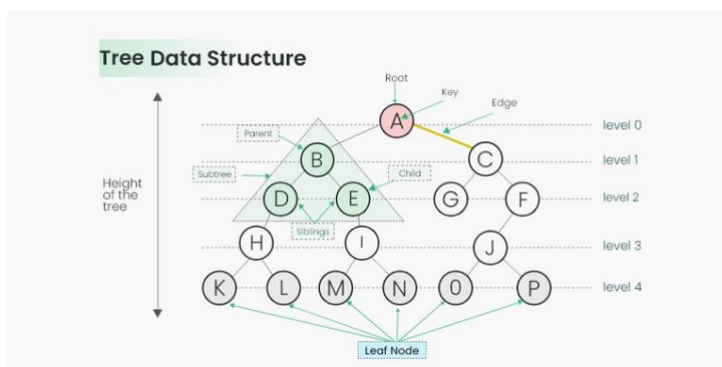 Tree Data Structure
Root
Key
Edge
A
level 0
Parent
B
C
level 1
Subtree
Child
Height
of the
tree
D
E
G
F
level 2
Siblings
H
I
J
level 3
K
L
M
N
0
P
level 4
Leaf Node